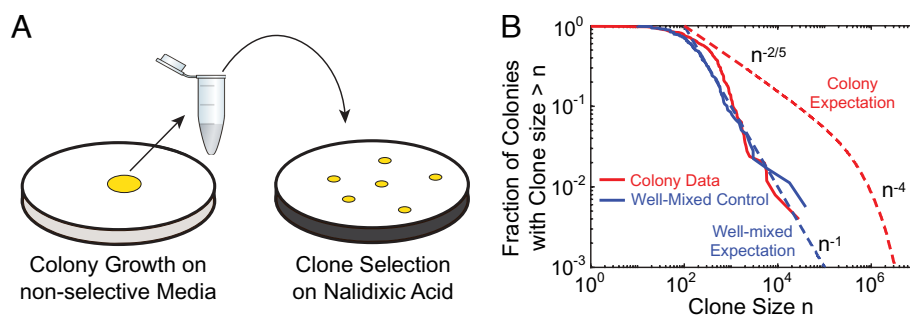 A
Colony Growth on
non-selective Media
Clone Selection
on Nalidixic Acid
B
Fraction of Colonies
with Clone size > n
10^0
10^-1
10^-2
10^-3
n^-2/5
Colony
Expectation
n^-4
Colony Data
Well-Mixed Control
Well-mixed
Expectation
n^-1
10^0
10^2
10^4
10^6
Clone Size n